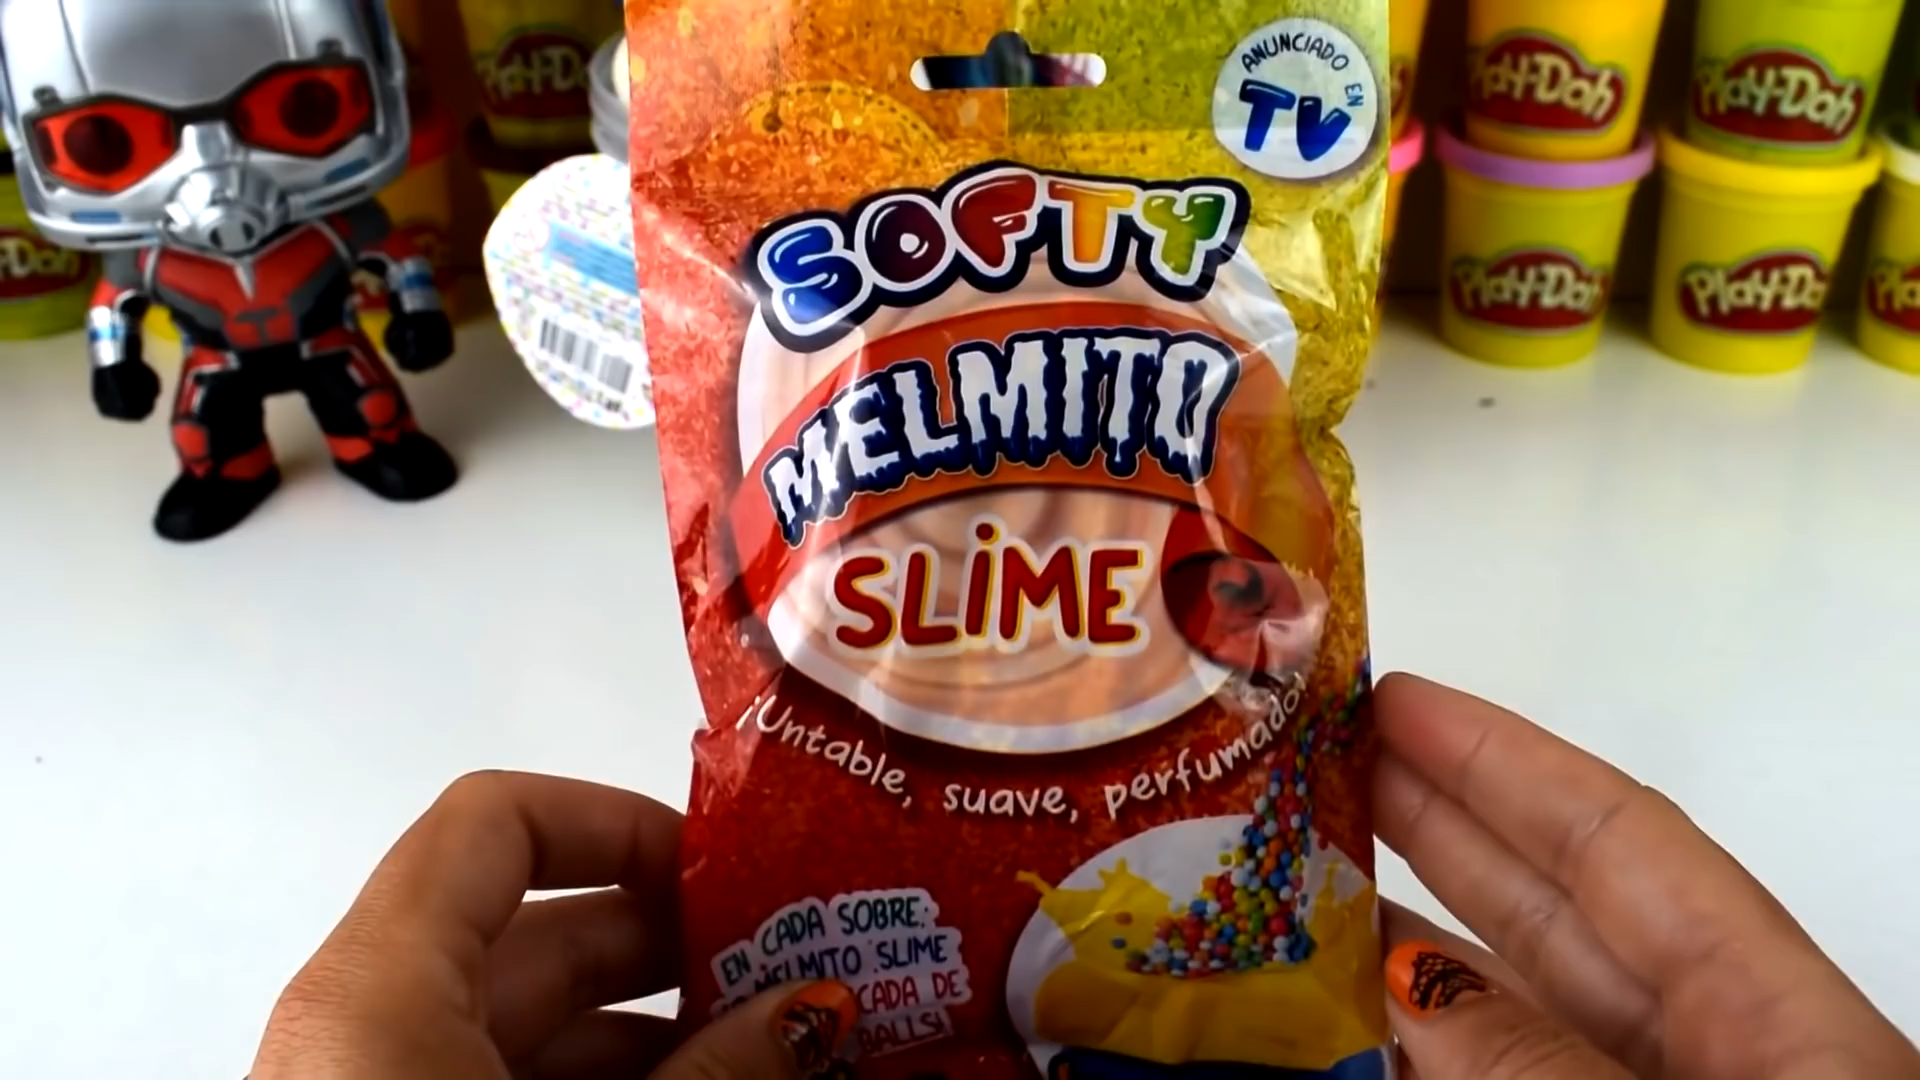 ANUNCIADO EN
TV
SOFTY
MELMITO
SLIME
¡Untable, suave, perfumado!
EN CADA SOBRE:
MELMITO SLIME
CADA DE
BALLS!
Play-Doh
Play-Doh
Play-Doh
Play-Doh
Play-Doh